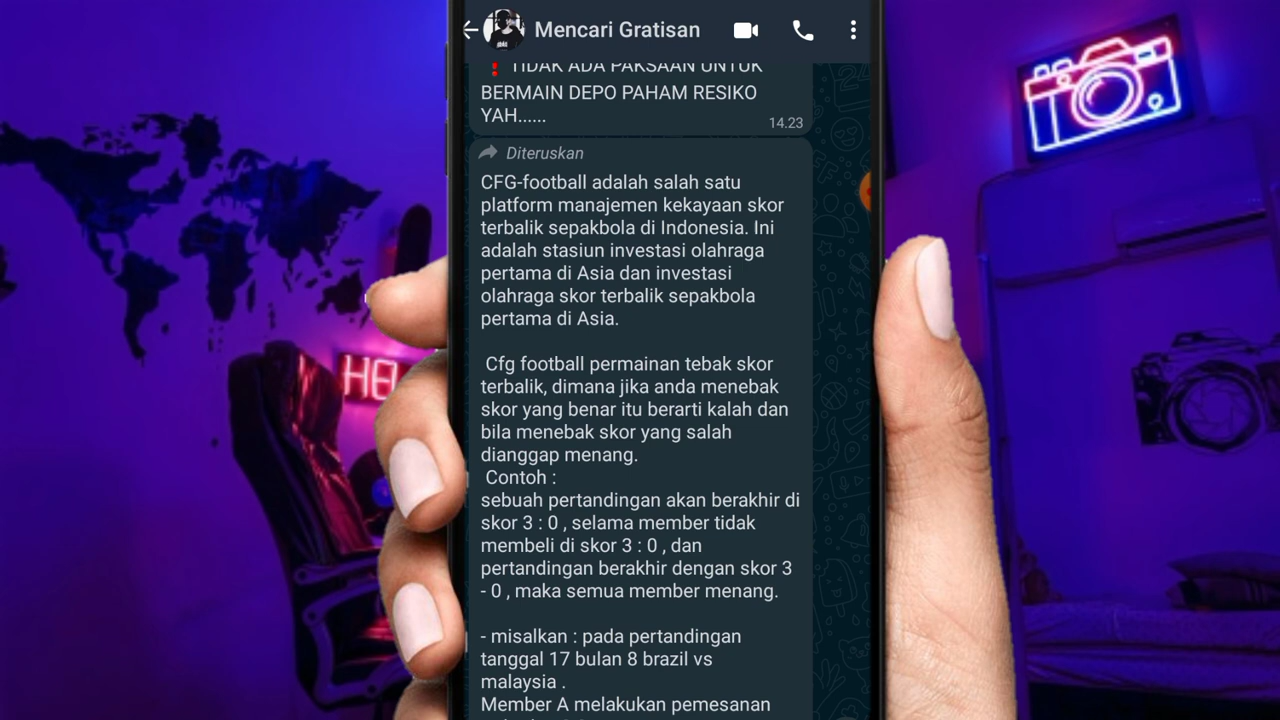 Mencari Gratisan
TIDAK ADA PAKSAAN UNTUK
BERMAIN DEPO PAHAM RESIKO
YAH......
14.23
Diteruskan
CFG-football adalah salah satu
platform manajemen kekayaan skor
terbalik sepakbola di Indonesia. Ini
adalah stasiun investasi olahraga
pertama di Asia dan investasi
olahraga skor terbalik sepakbola
pertama di Asia.
Cfg football permainan tebak skor
terbalik, dimana jika anda menebak
skor yang benar itu berarti kalah dan
bila menebak skor yang salah
dianggap menang.
Contoh :
sebuah pertandingan akan berakhir di
skor 3 : 0 , selama member tidak
membeli di skor 3 : 0 , dan
pertandingan berakhir dengan skor 3
- 0 , maka semua member menang.
- misalkan : pada pertandingan
tanggal 17 bulan 8 brazil vs
malaysia .
Member A melakukan pemesanan